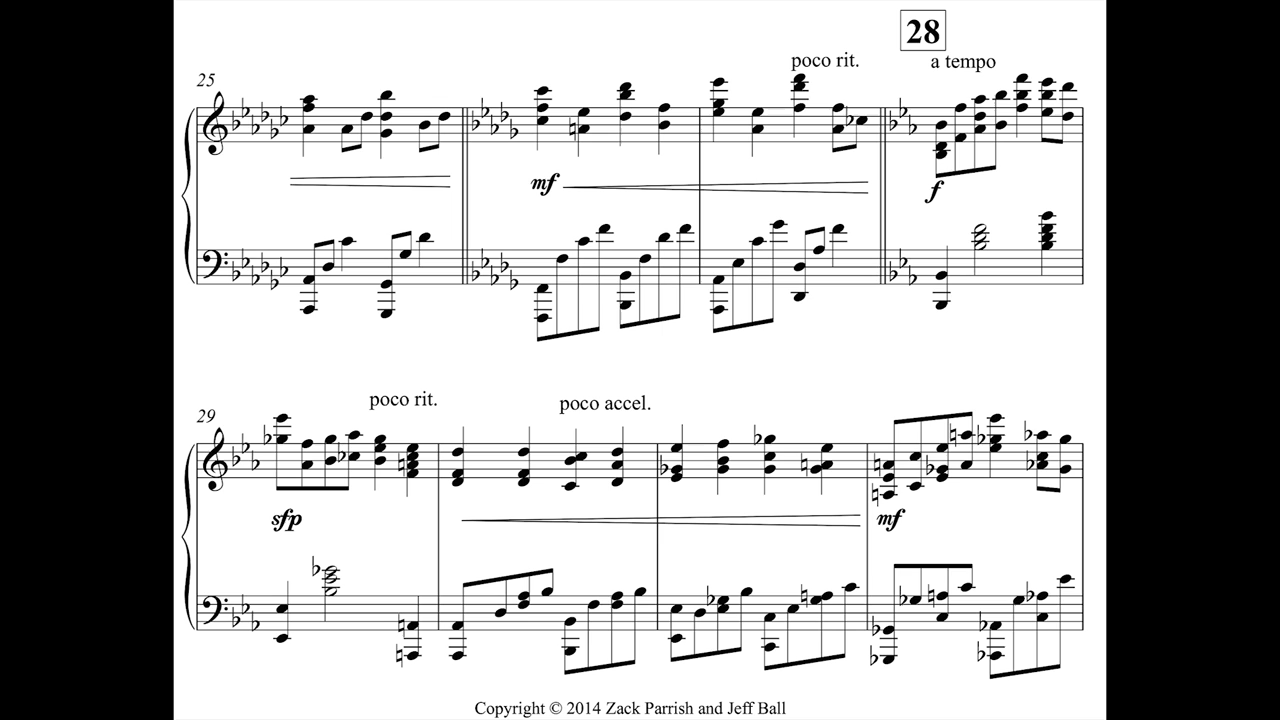 28
25
poco rit.
a tempo
mf
f
29
poco rit.
poco accel.
sfp
mf
Copyright © 2014 Zack Parrish and Jeff Ball